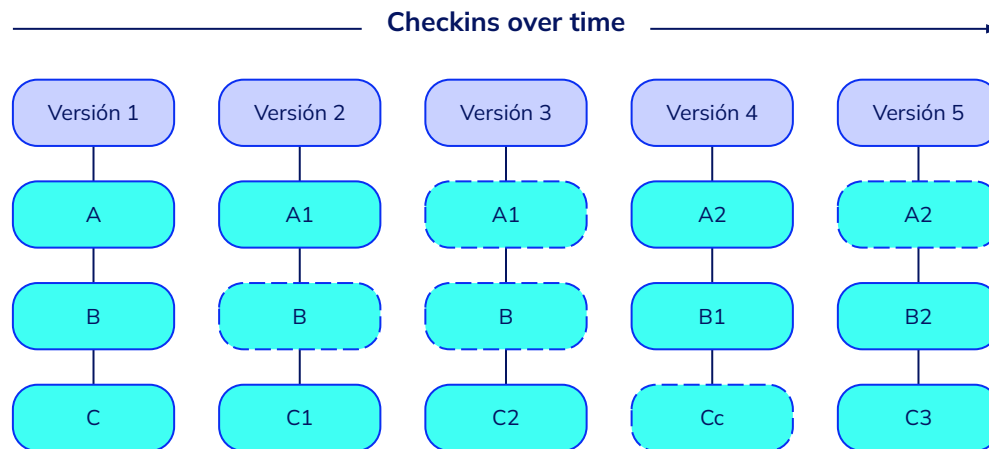 Checkins over time
Versión 1
Versión 2
Versión 3
Versión 4
Versión 5
A
A1
A1
A2
A2
B
B
B
B1
B2
C
C1
C2
Cc
C3